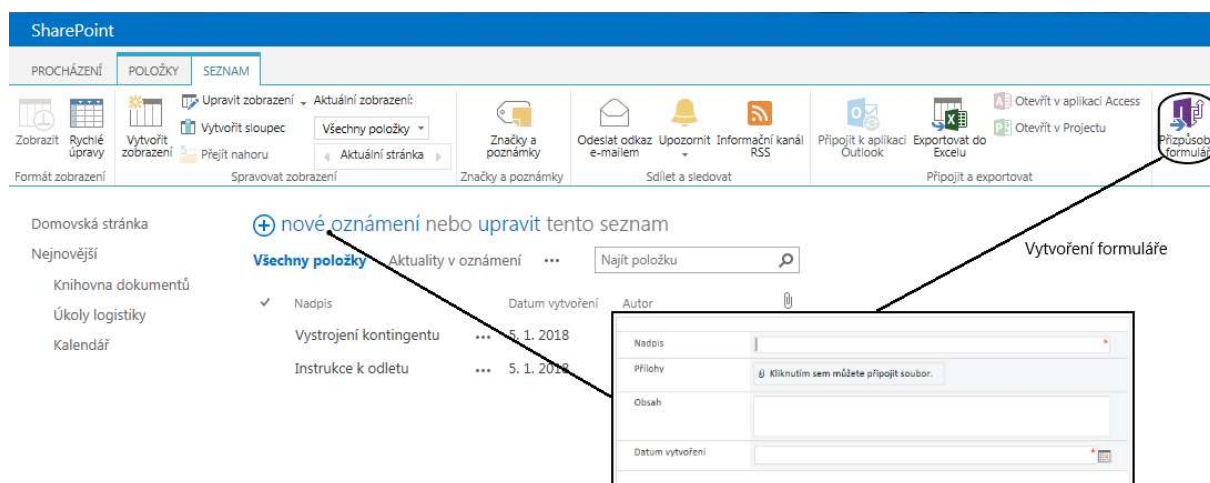 SharePoint
PROCHÁZENÍ POLOŽKY SEZNAM
Zobrazit Rychlé úpravy
Vytvořit zobrazení
Upravit zobrazení
Vytvořit sloupec
Přejít nahoru
Aktuální zobrazení:
Všechny položky
Aktuální stránka
Značky a poznámky
Odeslat odkaz e-mailem
Upozornit
Informační kanál RSS
Připojit k aplikaci Outlook
Exportovat do Excelu
Otevřít v aplikaci Access
Otevřít v Projectu
Přizpůsob
formulář
Formát zobrazení Spravovat zobrazení Značky a poznámky Sdílet a sledovat Připojit a exportovat
Domovská stránka
Nejnovější
Knihovna dokumentů
Úkoly logistiky
Kalendář
nové oznámení nebo upravit tento seznam
Všechny položky Aktuality v oznámení ••• Najít položku
Vytvoření formuláře
✓ Nadpis Datum vytvoření Autor
Vystrojení kontingentu ••• 5. 1. 2018
Instrukce k odletu ••• 5. 1. 2018
Nadpis *
Přílohy Kliknutím sem můžete připojit soubor.
Obsah
Datum vytvoření *